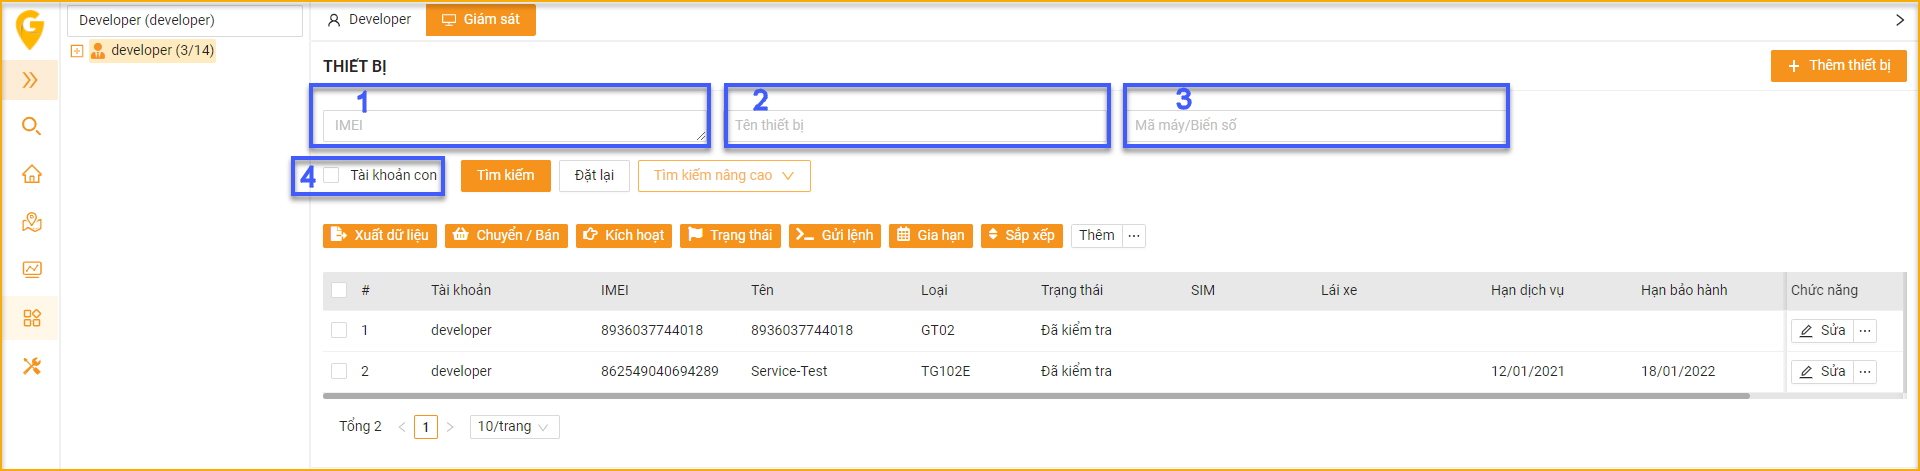 G
Developer (developer)
developer (3/14)
Developer
Giám sát
THIẾT BỊ
Thêm thiết bị
1
2
3
IMEI
Tên thiết bị
Mã máy/Biển số
4
Tài khoản con
Tìm kiếm
Đặt lại
Tìm kiếm nâng cao
Xuất dữ liệu
Chuyển / Bán
Kích hoạt
Trạng thái
Gửi lệnh
Gia hạn
Sắp xếp
Thêm
# Tài khoản IMEI Tên Loại Trạng thái SIM Lái xe Hạn dịch vụ Hạn bảo hành Chức năng
1 developer 8936037744018 8936037744018 GT02 Đã kiểm tra Sửa
2 developer 862549040694289 Service-Test TG102E Đã kiểm tra 12/01/2021 18/01/2022 Sửa
Tổng 2 < 1 > 10/trang